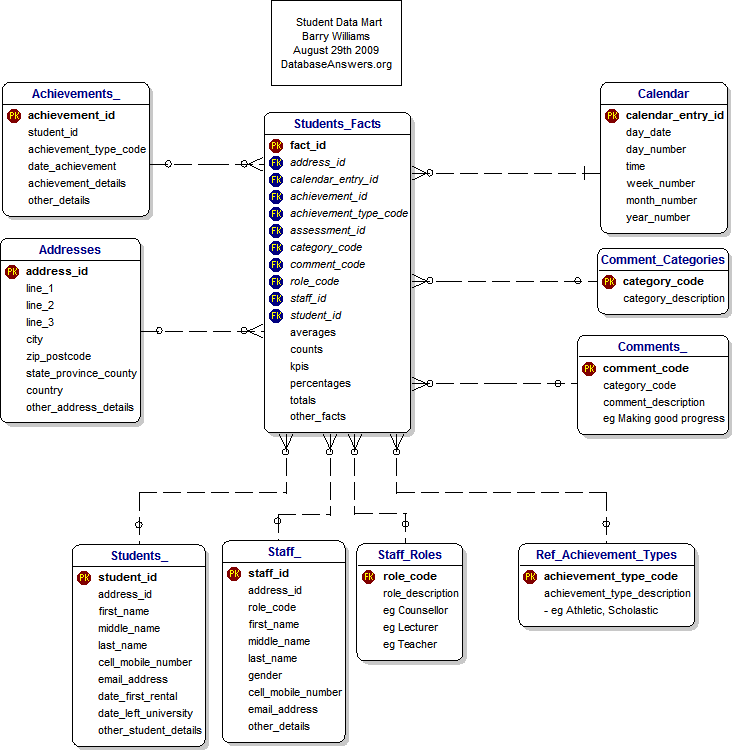 Student Data Mart
Barry Williams
August 29th 2009
DatabaseAnswers.org
Achievements_
Pk achievement_id
student_id
achievement_type_code
date_achievement
achievement_details
other_details
Addresses
Pk address_id
line_1
line_2
line_3
city
zip_postcode
state_province_county
country
other_address_details
Students_Facts
Pk fact_id
Fk address_id
Fk calendar_entry_id
Fk achievement_id
Fk achievement_type_code
Fk assessment_id
Fk category_code
Fk comment_code
Fk role_code
Fk staff_id
Fk student_id
averages
counts
kpis
percentages
totals
other_facts
Calendar
Pk calendar_entry_id
day_date
day_number
time
week_number
month_number
year_number
Comment_Categories
Pk category_code
category_description
Comments_
Pk comment_code
category_code
comment_description
eg Making good progress
Students_
Pk student_id
address_id
first_name
middle_name
last_name
cell_mobile_number
email_address
date_first_rental
date_left_university
other_student_details
Staff_
Pk staff_id
address_id
role_code
first_name
middle_name
last_name
gender
cell_mobile_number
email_address
other_details
Staff_Roles
Fk role_code
role_description
eg Counsellor
eg Lecturer
eg Teacher
Ref_Achievement_Types
Pk achievement_type_code
achievement_type_description
- eg Athletic, Scholastic